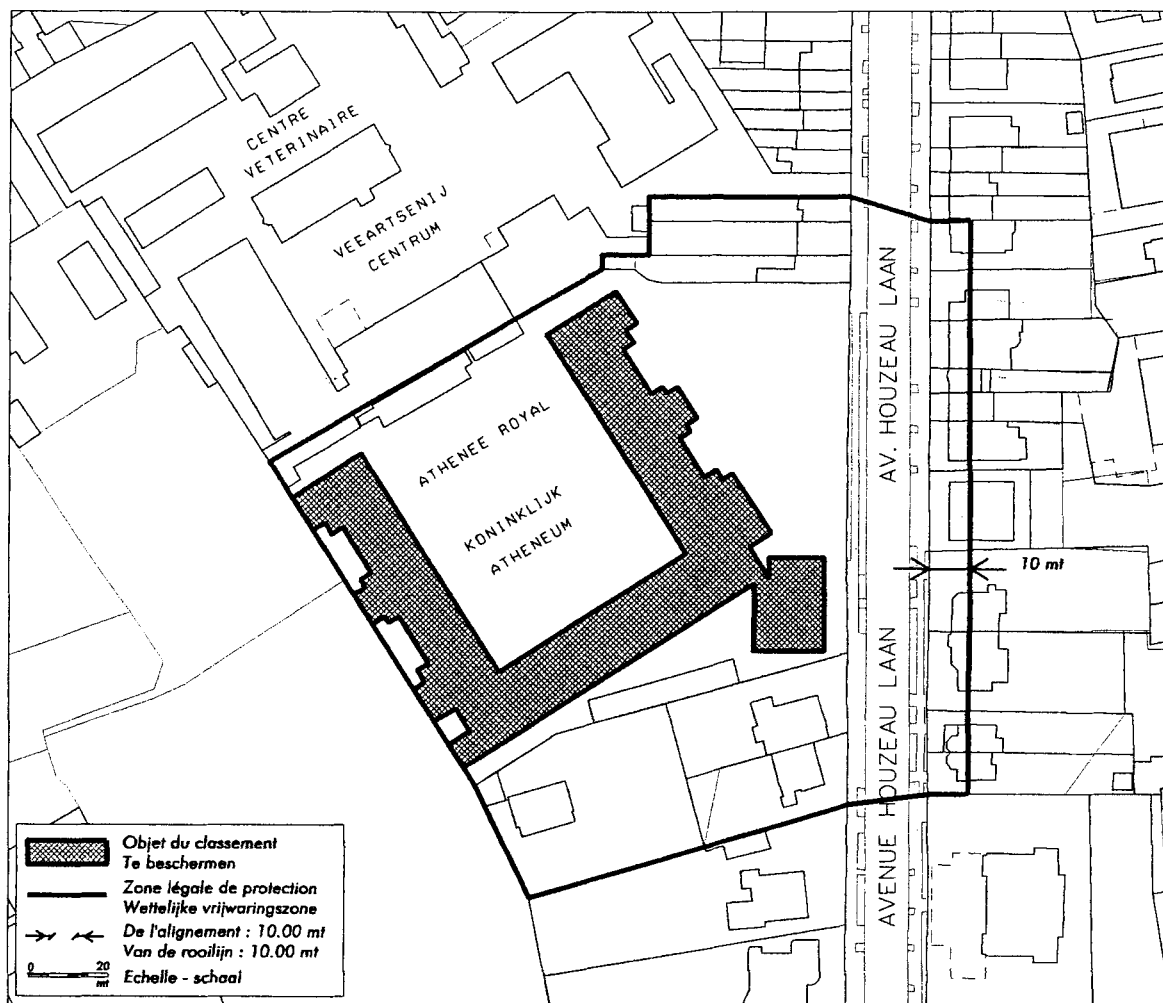 CENTRE
VETERINAIRE
VEEARTSENIJ
CENTRUM
AV. HOUZEAU LAAN
ATHENEE ROYAL
KONINKLIJK
ATHENEUM
10 mt
AVENUE HOUZEAU LAAN
Objet du classement
Te beschermen
Zone légale de protection
Wettelijke vrijwaringszone
De l'alignement : 10.00 mt
Van de rooilijn : 10.00 mt
0 20
mt
Echelle - schaal